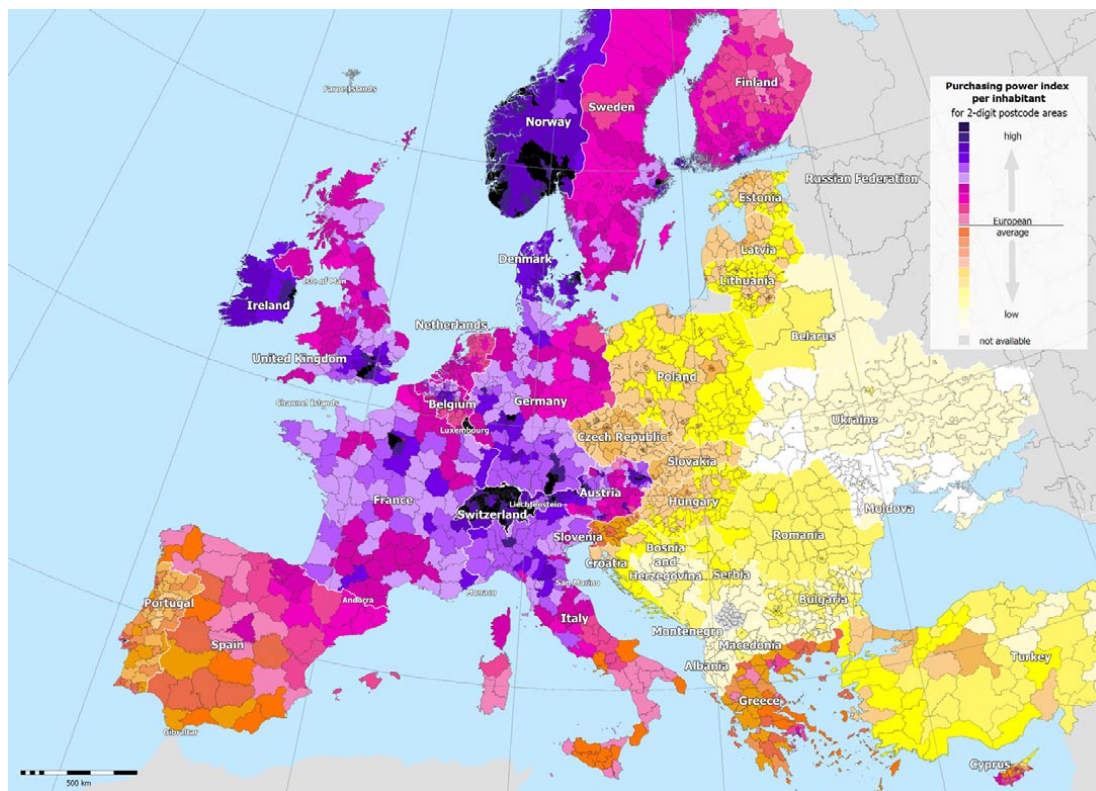 Faroe Islands
Finland
Sweden
Norway
Purchasing power index
per inhabitant
for 2-digit postcode areas
high
European
average
low
not available
Russian Federation
Estonia
Latvia
Lithuania
Denmark
Isle of Man
Ireland
Netherlands
United Kingdom
Belarus
Poland
Channel Islands
Belgium
Germany
Luxembourg
Ukraine
Czech Republic
Slovakia
France
Austria
Hungary
Liechtenstein
Switzerland
Moldova
Slovenia
Romania
Croatia
Bosnia
and
Herzegovina
Serbia
San Marino
Monaco
Andorra
Bulgaria
Portugal
Italy
Spain
Montenegro
Macedonia
Albania
Turkey
Greece
Gibraltar
Cyprus
500 km